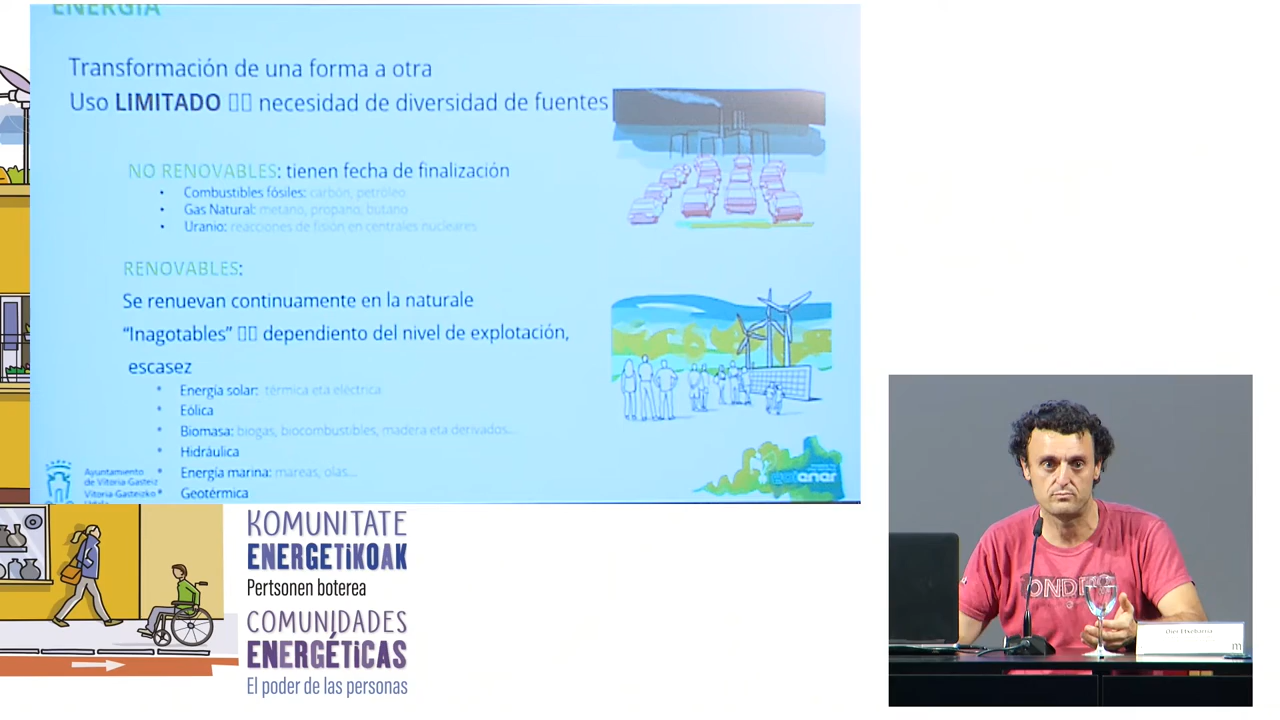 ENERGÍA
Transformación de una forma a otra
Uso LIMITADO necesidad de diversidad de fuentes
NO RENOVABLES: tienen fecha de finalización
• Combustibles fósiles: carbón, petróleo
• Gas Natural: metano, propano, butano
• Uranio: reacciones de fisión en centrales nucleares
RENOVABLES:
Se renuevan continuamente en la naturale
“Inagotables” dependiento del nivel de explotación,
escasez
* Energía solar: térmica eta eléctrica
* Eólica
* Biomasa: biogas, biocombustibles, madera eta derivados...
* Hidráulica
* Energía marina: mareas, olas...
* Geotérmica
Ayuntamiento
de Vitoria-Gasteiz
Vitoria-Gasteizko
Udala
KOMUNITATE
ENERGETiKOAK
Pertsonen boterea
COMUNIDADES
ENERGÉTiCAS
El poder de las personas
m